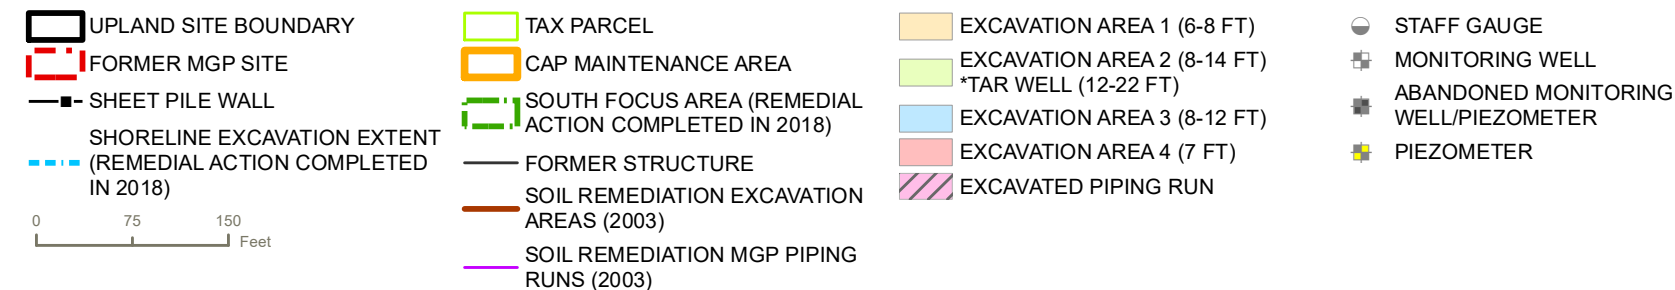 UPLAND SITE BOUNDARY
FORMER MGP SITE
SHEET PILE WALL
SHORELINE EXCAVATION EXTENT
(REMEDIAL ACTION COMPLETED
IN 2018)
0 75 150
Feet
TAX PARCEL
CAP MAINTENANCE AREA
SOUTH FOCUS AREA (REMEDIAL
ACTION COMPLETED IN 2018)
FORMER STRUCTURE
SOIL REMEDIATION EXCAVATION
AREAS (2003)
SOIL REMEDIATION MGP PIPING
RUNS (2003)
EXCAVATION AREA 1 (6-8 FT)
EXCAVATION AREA 2 (8-14 FT)
*TAR WELL (12-22 FT)
EXCAVATION AREA 3 (8-12 FT)
EXCAVATION AREA 4 (7 FT)
EXCAVATED PIPING RUN
STAFF GAUGE
MONITORING WELL
ABANDONED MONITORING
WELL/PIEZOMETER
PIEZOMETER